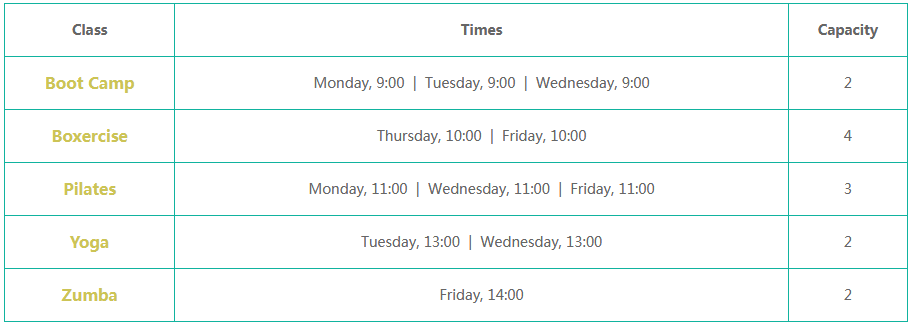 Class Times Capacity
Boot Camp Monday, 9:00 | Tuesday, 9:00 | Wednesday, 9:00 2
Boxercise Thursday, 10:00 | Friday, 10:00 4
Pilates Monday, 11:00 | Wednesday, 11:00 | Friday, 11:00 3
Yoga Tuesday, 13:00 | Wednesday, 13:00 2
Zumba Friday, 14:00 2